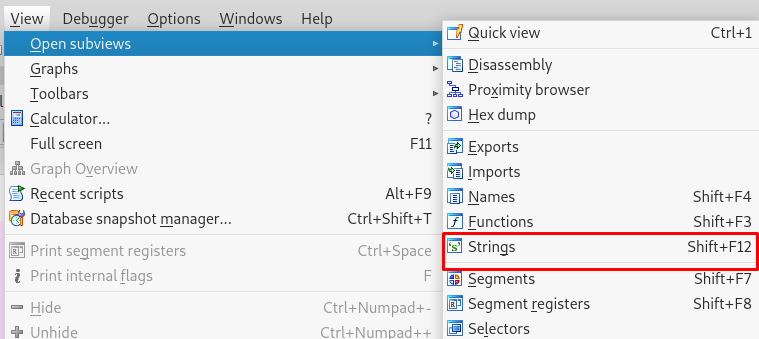 View Debugger Options Windows Help
Open subviews
Graphs
Toolbars
Calculator... ?
Full screen F11
Graph Overview
Recent scripts Alt+F9
Database snapshot manager... Ctrl+Shift+T
Print segment registers Ctrl+Space
Print internal flags F
Hide Ctrl+Numpad+-
Unhide Ctrl+Numpad++
Quick view Ctrl+1
Disassembly
Proximity browser
Hex dump
Exports
Imports
Names Shift+F4
Functions Shift+F3
Strings Shift+F12
Segments Shift+F7
Segment registers Shift+F8
Selectors